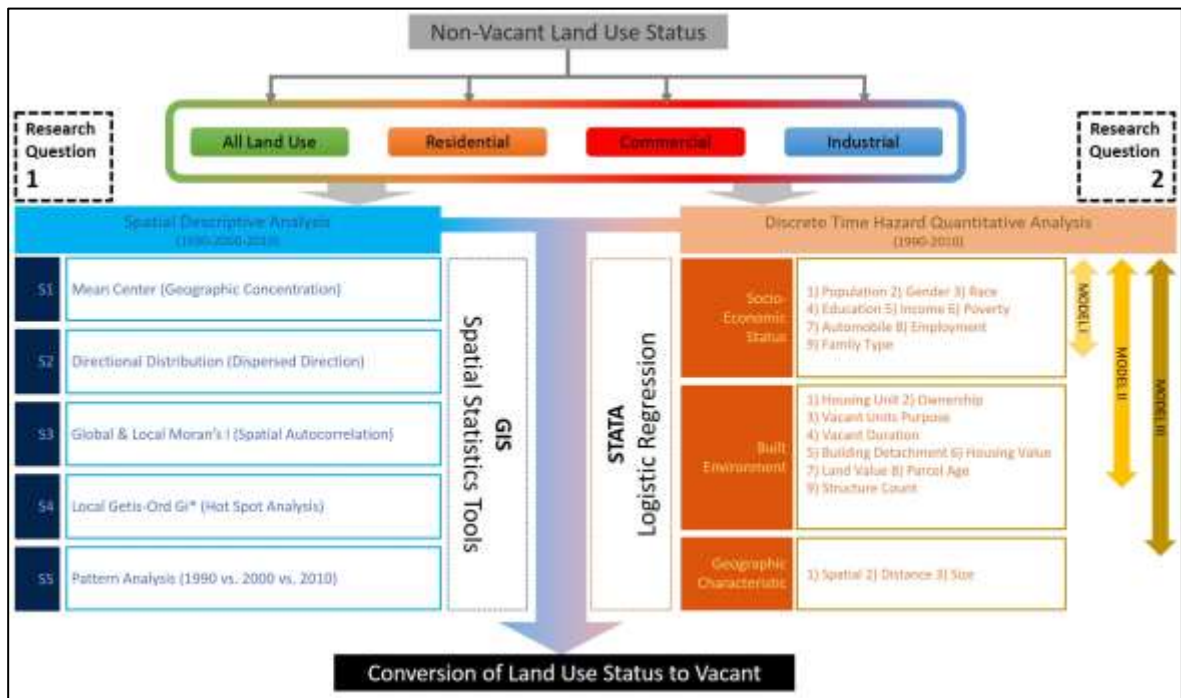 Non-Vacant Land Use Status
All Land Use
Residential
Commercial
Industrial
Research
Question
1
Research
Question
2
Spatial Descriptive Analysis
(1990-2000-2010)
S1
Mean Center (Geographic Concentration)
S2
Directional Distribution (Dispersed Direction)
S3
Global & Local Moran's I (Spatial Autocorrelation)
S4
Local Getis-Ord Gi* (Hot Spot Analysis)
S5
Pattern Analysis (1990 vs. 2000 vs. 2010)
GIS
Spatial Statistics Tools
STATA
Logistic Regression
Discrete Time Hazard Quantitative Analysis
(1990-2010)
Socio-
Economic
Status
1) Population 2) Gender 3) Race
4) Education 5) Income 6) Poverty
7) Automobile 8) Employment
9) Family Type
Built
Environment
1) Housing Unit 2) Ownership
3) Vacant Units Purpose
4) Vacant Duration
5) Building Detachment 6) Housing Value
7) Land Value 8) Parcel Age
9) Structure Count
Geographic
Characteristic
1) Spatial 2) Distance 3) Size
MODEL I
MODEL II
MODEL III
Conversion of Land Use Status to Vacant